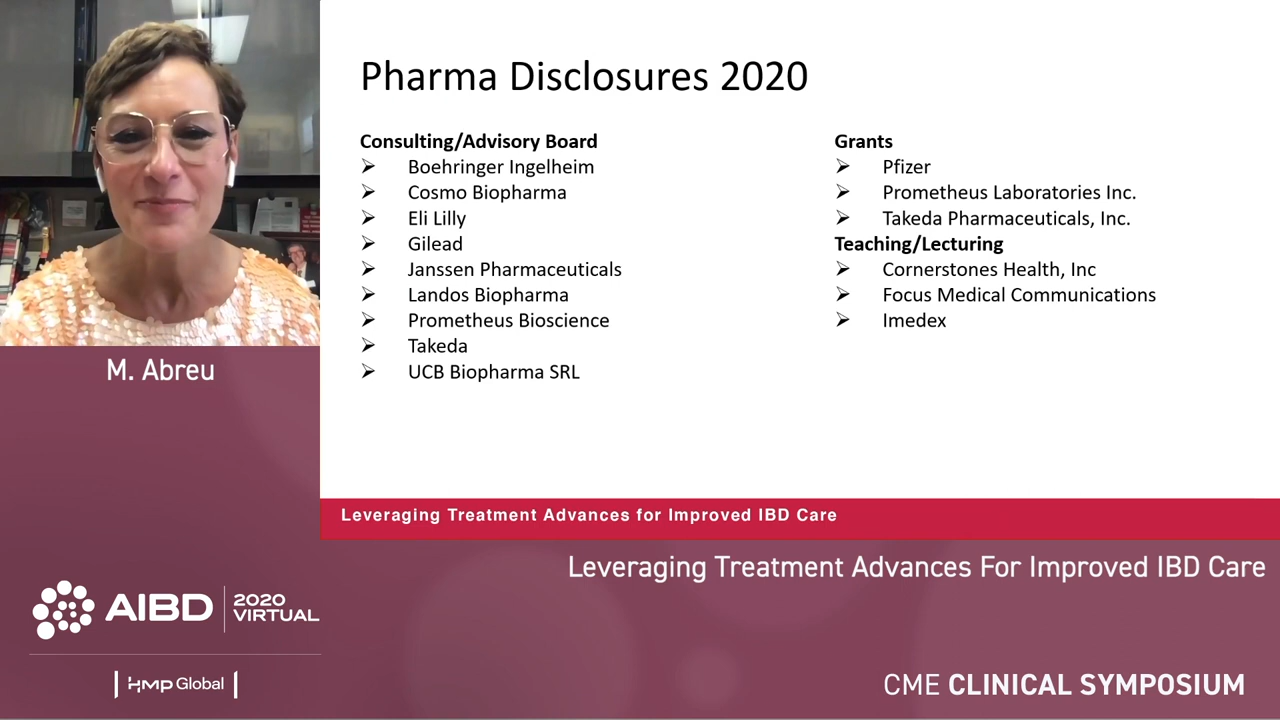 Pharma Disclosures 2020
Consulting/Advisory Board
Boehringer Ingelheim
Cosmo Biopharma
Eli Lilly
Gilead
Janssen Pharmaceuticals
Landos Biopharma
Prometheus Bioscience
Takeda
UCB Biopharma SRL
Grants
Pfizer
Prometheus Laboratories Inc.
Takeda Pharmaceuticals, Inc.
Teaching/Lecturing
Cornerstones Health, Inc
Focus Medical Communications
Imedex
M. Abreu
Leveraging Treatment Advances for Improved IBD Care
Leveraging Treatment Advances For Improved IBD Care
AIBD 2020
VIRTUAL
HMP Global
CME CLINICAL SYMPOSIUM